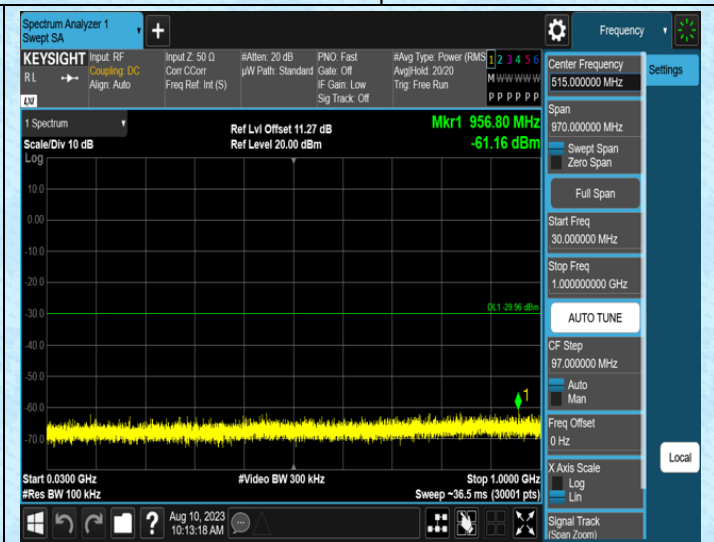 Spectrum Analyzer 1
Swept SA
Frequency
KEYSIGHT
RL
LXI
Input: RF
Coupling: DC
Align: Auto
Input Z: 50 Ω
Corr CCorr
Freq Ref: Int (S)
#Atten: 20 dB
µW Path: Standard
PNO: Fast
Gate: Off
IF Gain: Low
Sig Track: Off
#Avg Type: Power (RMS
Avg|Hold: 20/20
Trig: Free Run
1 2 3 4 5 6
M W W W W W
P P P P P P
1 Spectrum
Scale/Div 10 dB
Log
Ref Lvl Offset 11.27 dB
Ref Level 20.00 dBm
Mkr1 956.80 MHz
-61.16 dBm
10.0
0.00
-10.0
-20.0
-30.0
-40.0
-50.0
-60.0
-70.0
DL1 -29.96 dBm
1
Start 0.0300 GHz
#Res BW 100 kHz
#Video BW 300 kHz
Stop 1.0000 GHz
Sweep ~36.5 ms (30001 pts)
Center Frequency
515.000000 MHz
Settings
Span
970.000000 MHz
Swept Span
Zero Span
Full Span
Start Freq
30.000000 MHz
Stop Freq
1.000000000 GHz
AUTO TUNE
CF Step
97.000000 MHz
Auto
Man
Freq Offset
0 Hz
X Axis Scale
Log
Lin
Local
Signal Track
(Span Zoom)
?
Aug 10, 2023
10:13:18 AM